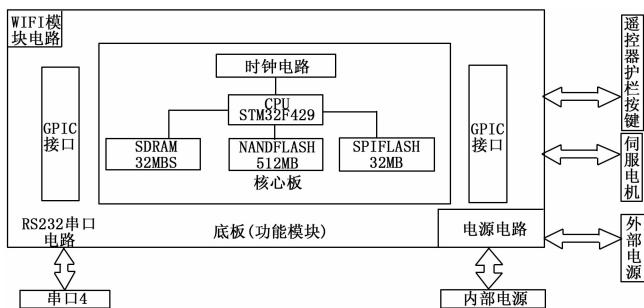 WIFI模
块电路
时钟电路
CPU
STM32F429
GPIC
接口
GPIC
接口
SDRAM
32MBS
NANDFLASH
512MB
SPIFLASH
32MB
核心板
RS232串口
电路
底板(功能模块)
电源电路
遥控器护栏按键
伺服电机
外部电源
串口4
内部电源